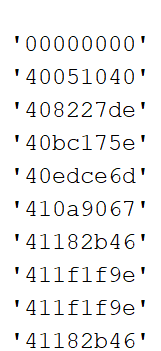 '00000000'
'40051040'
'408227de'
'40bc175e'
'40edce6d'
'410a9067'
'41182b46'
'411f1f9e'
'411f1f9e'
'41182b46'